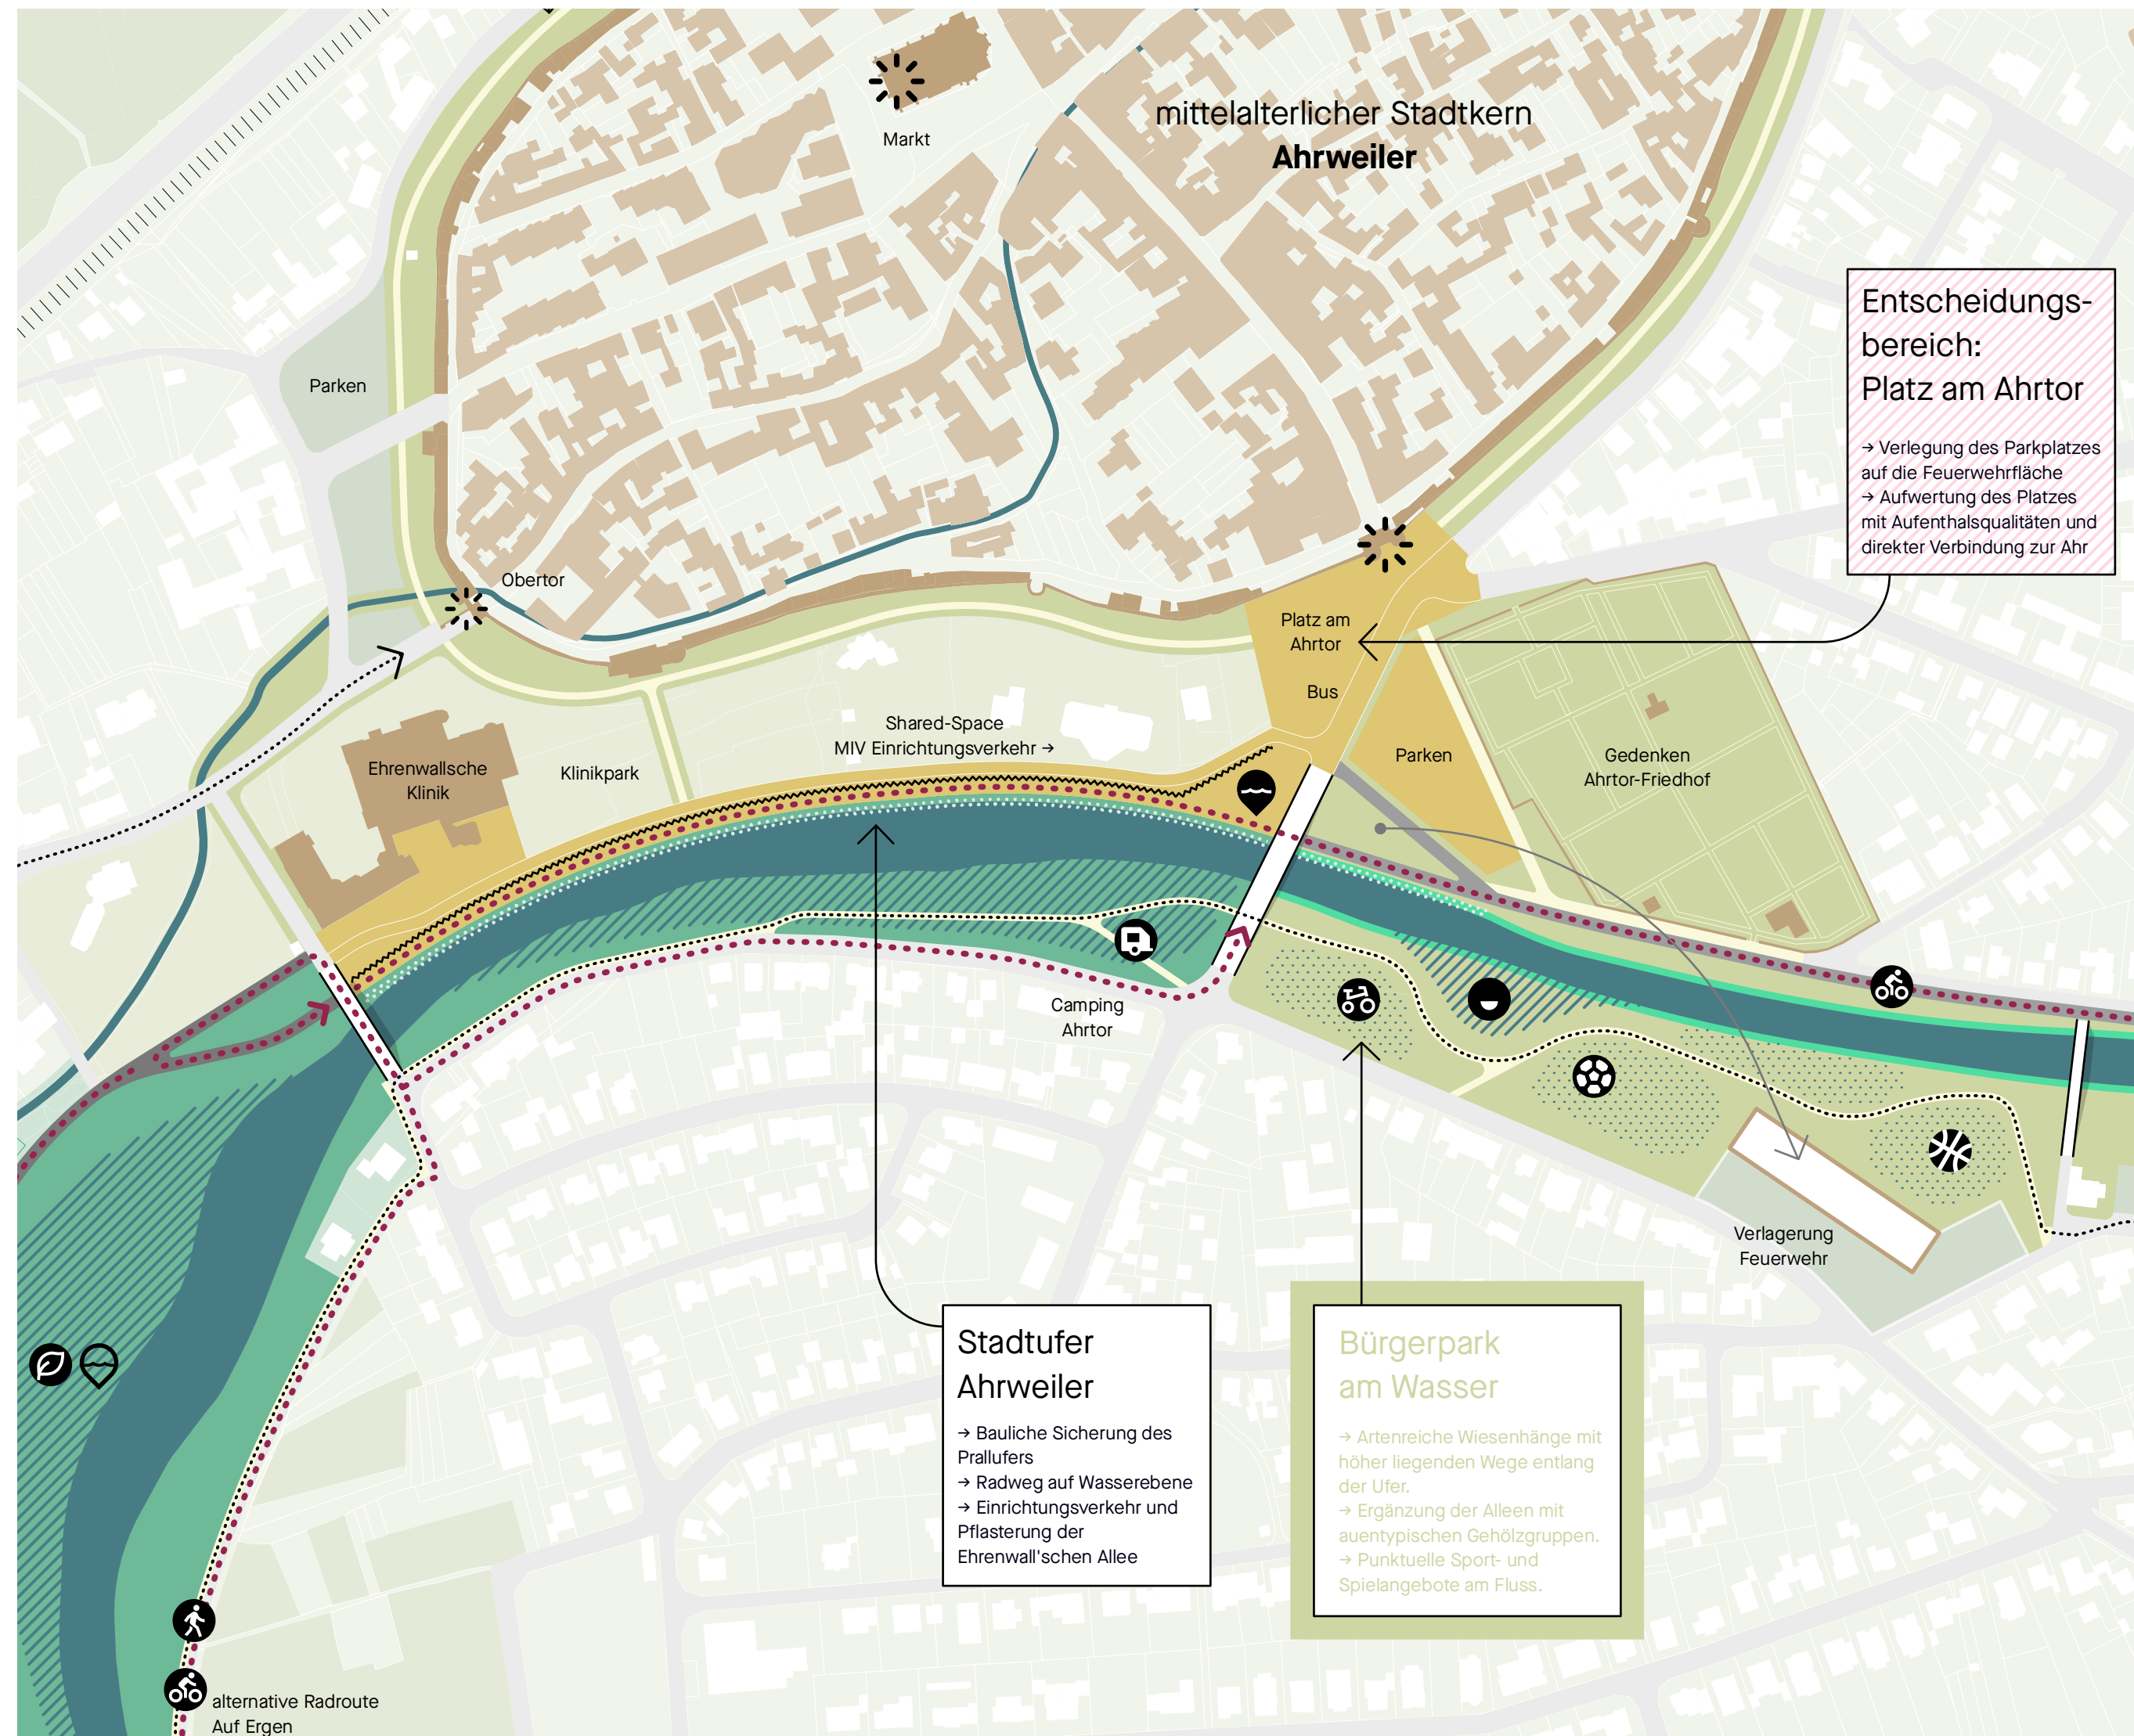 Markt
mittelalterlicher Stadtkern
Ahrweiler
Entscheidungs-
bereich:
Platz am Ahrtor
→ Verlegung des Parkplatzes
auf die Feuerwehrfläche
→ Aufwertung des Platzes
mit Aufenthalsqualitäten und
direkter Verbindung zur Ahr
Parken
Obertor
Platz am
Ahrtor
Bus
Shared-Space
MIV Einrichtungsverkehr →
Ehrenwallsche
Klinik
Klinikpark
Parken
Gedenken
Ahrtor-Friedhof
Camping
Ahrtor
Verlagerung
Feuerwehr
Stadtufer
Ahrweiler
→ Bauliche Sicherung des
Prallufers
→ Radweg auf Wasserebene
→ Einrichtungsverkehr und
Pflasterung der
Ehrenwall'schen Allee
Bürgerpark
am Wasser
→ Artenreiche Wiesenhänge mit
höher liegenden Wege entlang
der Ufer.
→ Ergänzung der Alleen mit
auentypischen Gehölzgruppen.
→ Punktuelle Sport- und
Spielangebote am Fluss.
alternative Radroute
Auf Ergen